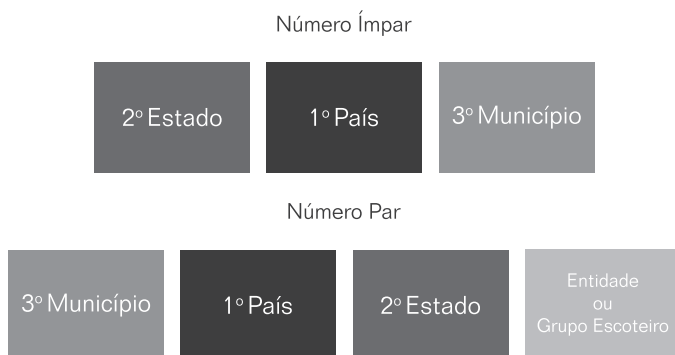 Número Ímpar
2º Estado
1º País
3º Município
Número Par
3º Município
1º País
2º Estado
Entidade
ou
Grupo Escoteiro